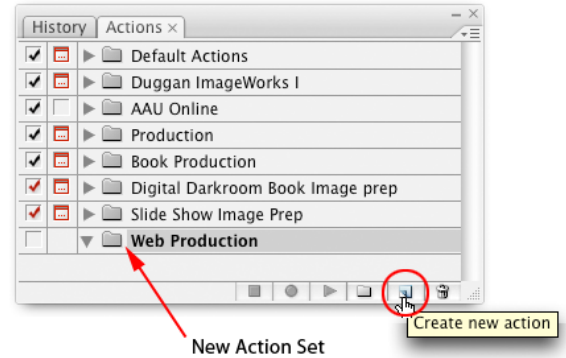 History Actions ×
Default Actions
Duggan ImageWorks I
AAU Online
Production
Book Production
Digital Darkroom Book Image prep
Slide Show Image Prep
Web Production
Create new action
New Action Set